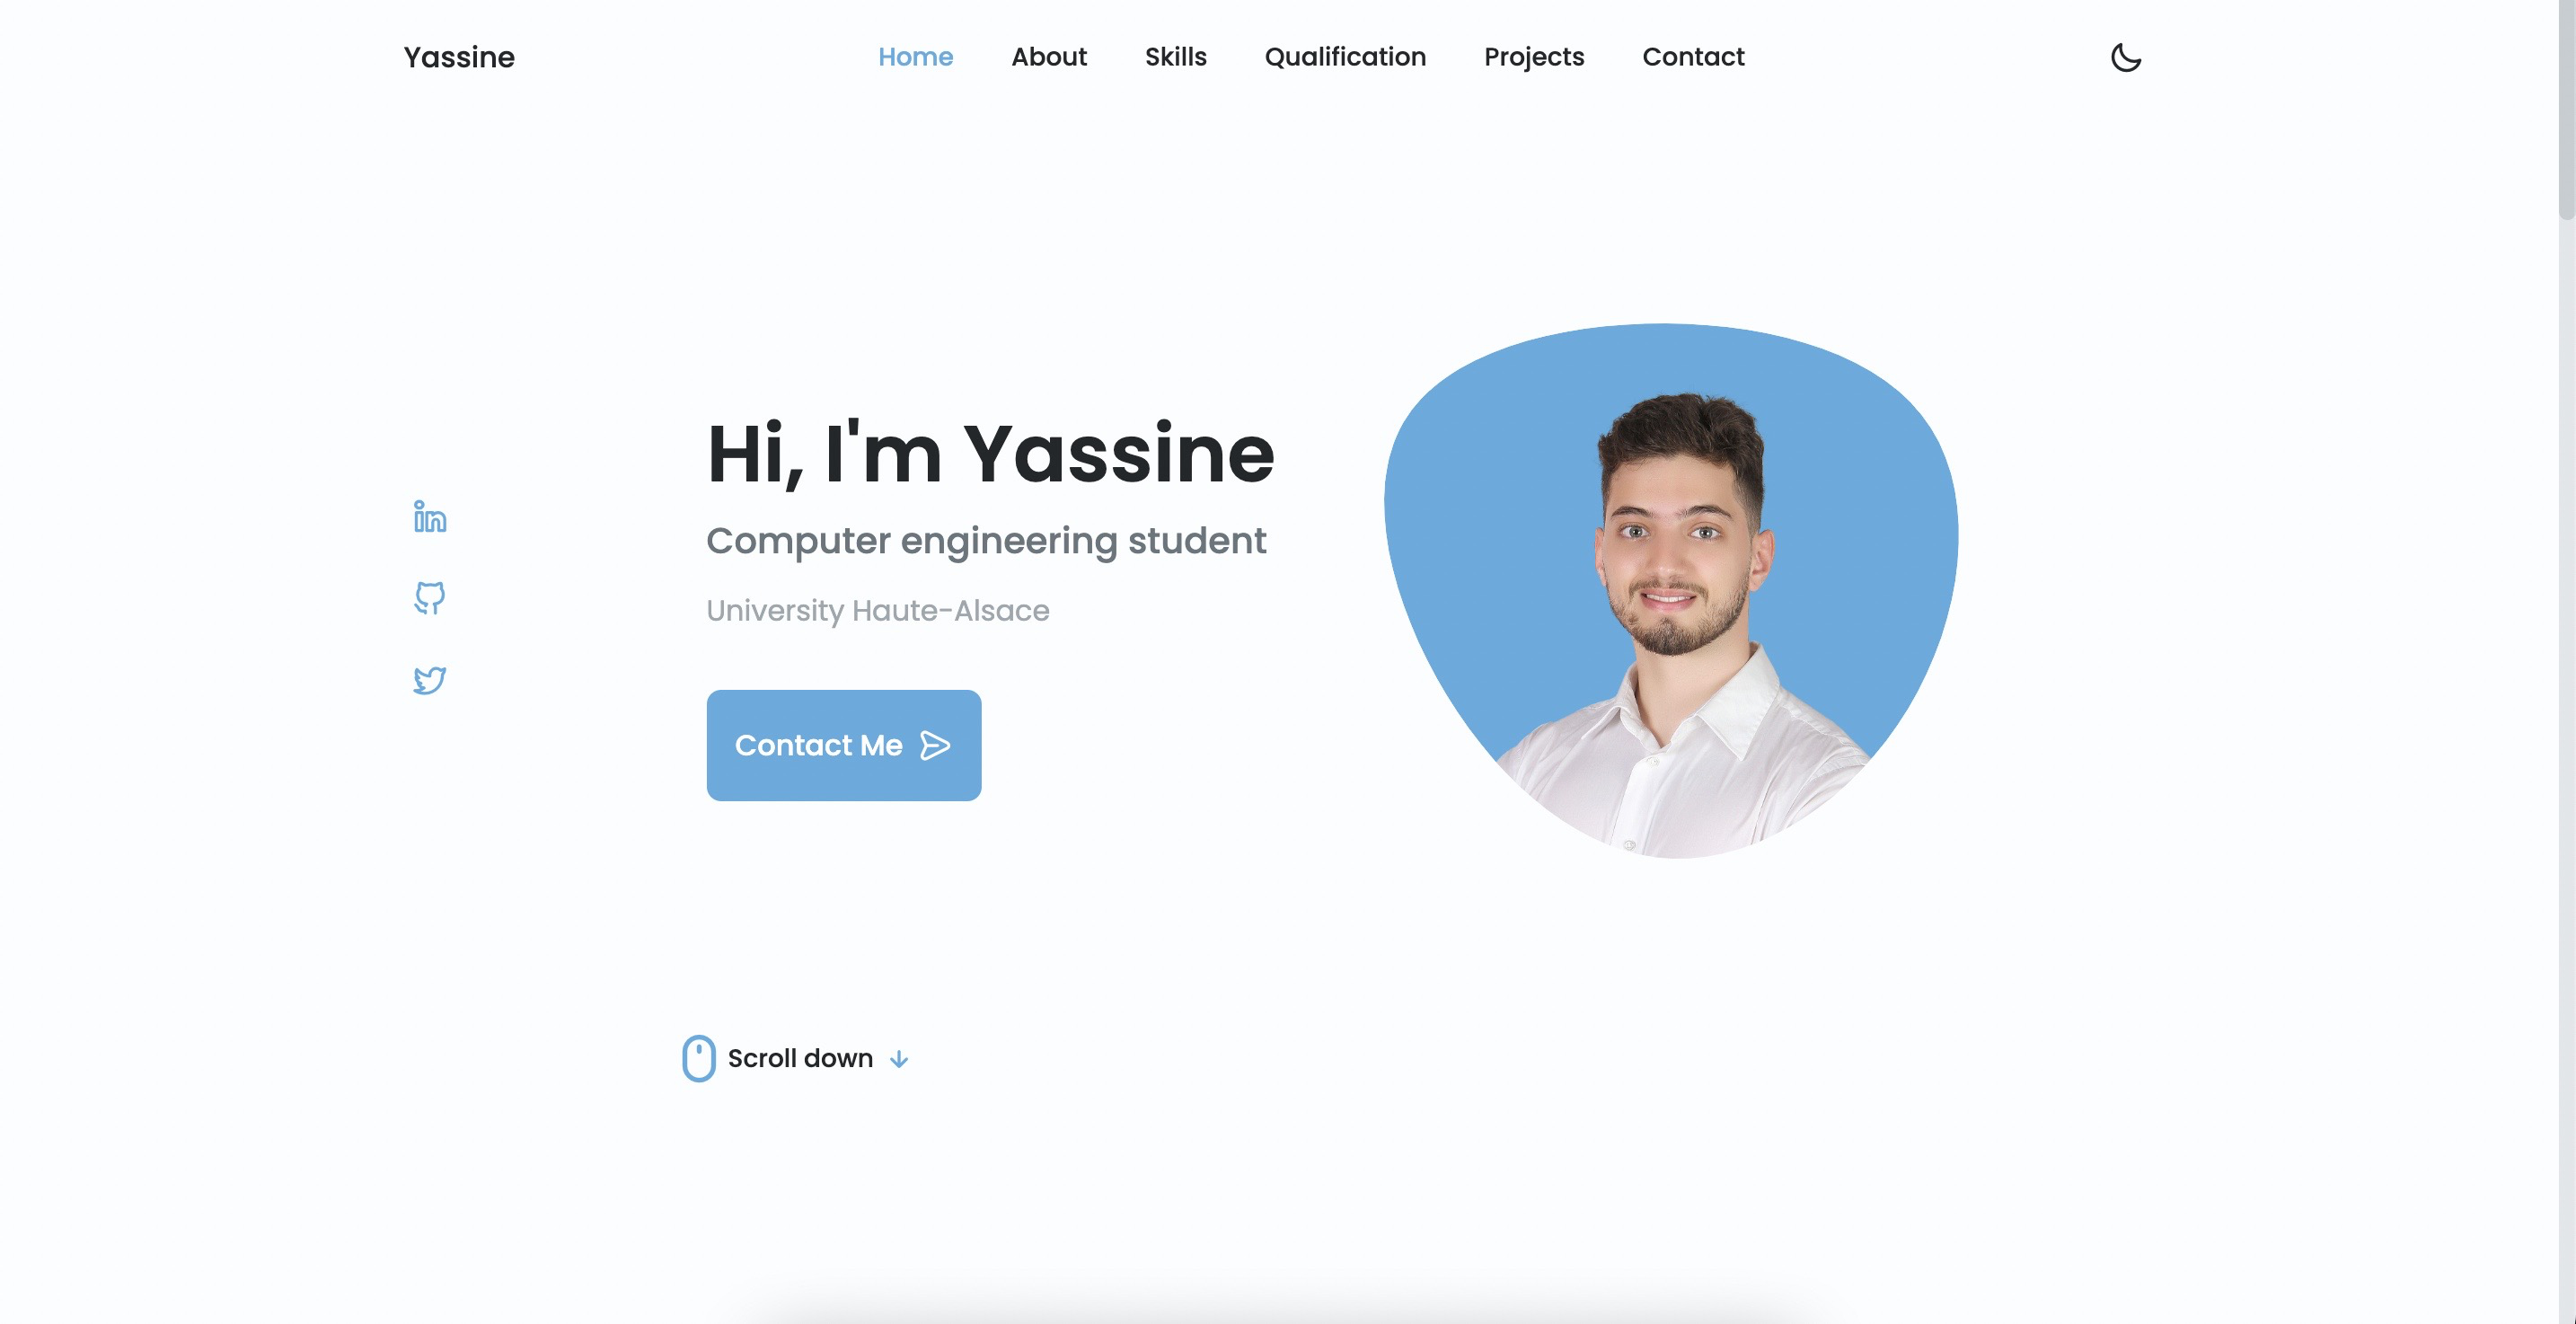 Yassine
Home About Skills Qualification Projects Contact
Hi, I'm Yassine
Computer engineering student
University Haute-Alsace
Contact Me
Scroll down